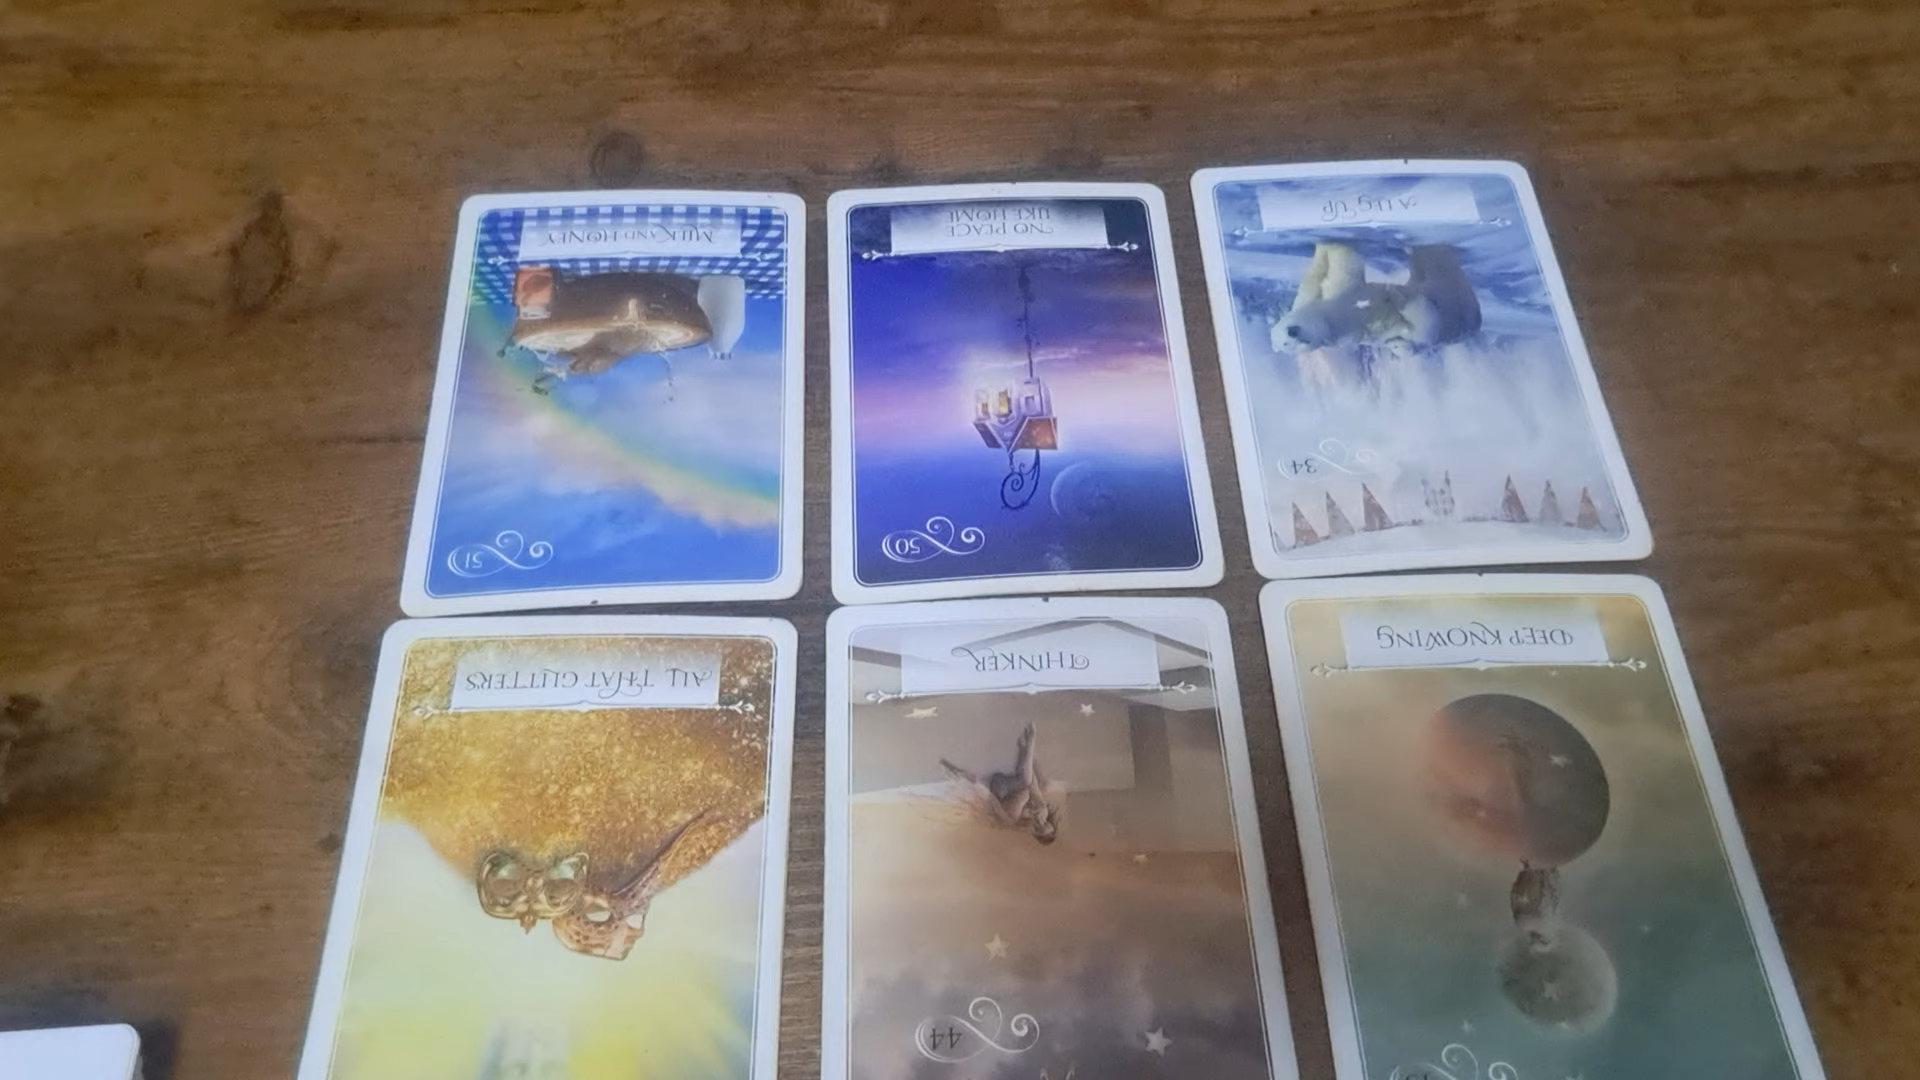 MILK AND HONEY
NO PEACE
LIKE HOME
A LEG UP
51
50
34
ALL THAT GLITTERS
THINKER
DEEP KNOWING
44